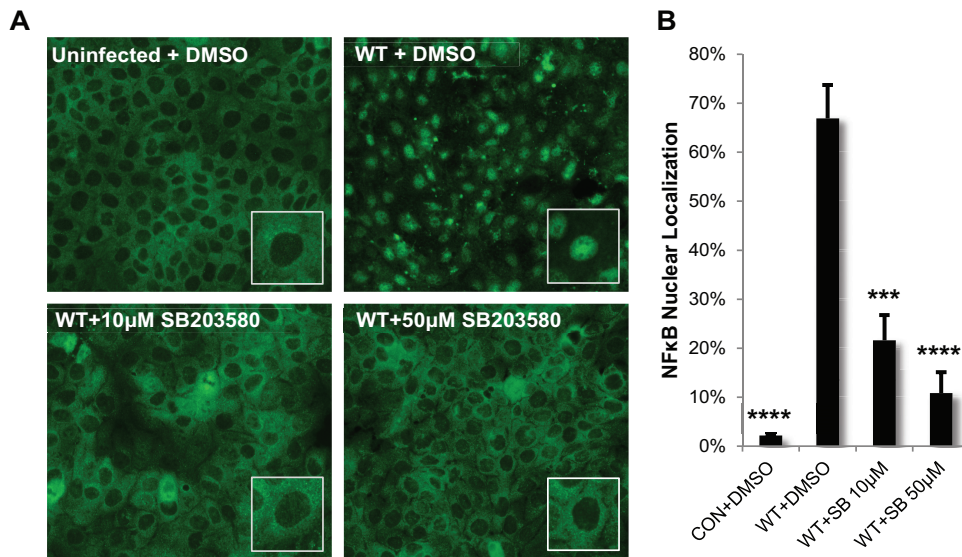 A
Uninfected + DMSO
WT + DMSO
WT+10µM SB203580
WT+50µM SB203580
B
NFκB Nuclear Localization
80%
70%
60%
50%
40%
30%
20%
10%
0%
****
***
****
CON+DMSO
WT+DMSO
WT+SB 10µM
WT+SB 50µM